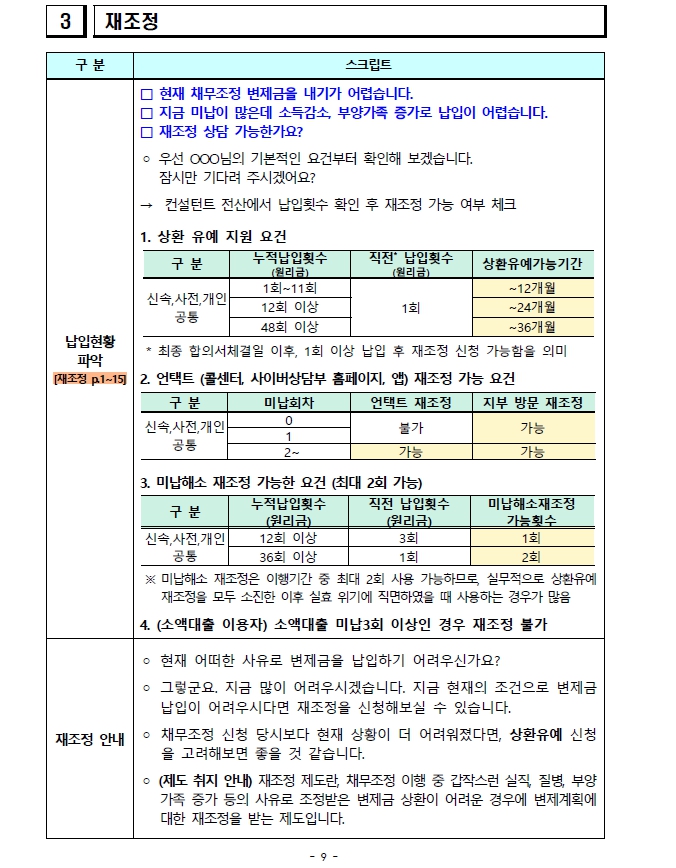 3 재조정
구 분 스크립트
□ 현재 채무조정 변제금을 내기가 어렵습니다.
□ 지금 미납이 많은데 소득감소, 부양가족 증가로 납입이 어렵습니다.
□ 재조정 상담 가능한가요?
○ 우선 OOO님의 기본적인 요건부터 확인해 보겠습니다.
잠시만 기다려 주시겠어요?
→ 컨설턴트 전산에서 납입횟수 확인 후 재조정 가능 여부 체크
1. 상환 유예 지원 요건
구 분 누적납입횟수 (원리금) 직전* 납입횟수 (원리금) 상환유예가능기간
신속,사전,개인 공통 1회~11회 1회 ~12개월
12회 이상 ~24개월
48회 이상 ~36개월
* 최종 합의서체결일 이후, 1회 이상 납입 후 재조정 신청 가능함을 의미
납입현황
파악
[재조정 p.1~15]
2. 언택트 (콜센터, 사이버상담부 홈페이지, 앱) 재조정 가능 요건
구 분 미납회차 언택트 재조정 지부 방문 재조정
신속,사전,개인 공통 0 불가 가능
1
2~ 가능 가능
3. 미납해소 재조정 가능한 요건 (최대 2회 가능)
구 분 누적납입횟수 (원리금) 직전 납입횟수 (원리금) 미납해소재조정 가능횟수
신속,사전,개인 공통 12회 이상 3회 1회
36회 이상 1회 2회
※ 미납해소 재조정은 이행기간 중 최대 2회 사용 가능하므로, 실무적으로 상환유예
재조정을 모두 소진한 이후 실효 위기에 직면하였을 때 사용하는 경우가 많음
4. (소액대출 이용자) 소액대출 미납3회 이상인 경우 재조정 불가
재조정 안내
○ 현재 어떠한 사유로 변제금을 납입하기 어려우신가요?
○ 그렇군요. 지금 많이 어려우시겠습니다. 지금 현재의 조건으로 변제금
납입이 어려우시다면 재조정을 신청해보실 수 있습니다.
○ 채무조정 신청 당시보다 현재 상황이 더 어려워졌다면, 상환유예 신청
을 고려해보면 좋을 것 같습니다.
○ (제도 취지 안내) 재조정 제도란, 채무조정 이행 중 갑작스런 실직, 질병, 부양
가족 증가 등의 사유로 조정받은 변제금 상환이 어려운 경우에 변제계획에
대한 재조정을 받는 제도입니다.
- 9 -